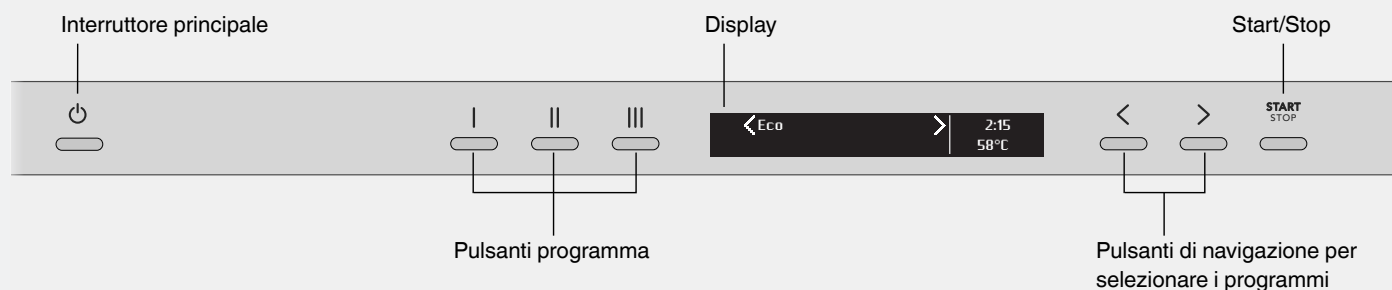 Interruttore principale
Display
Start/Stop
I
II
III
< Eco >
2:15
58°C
<
>
START
STOP
Pulsanti programma
Pulsanti di navigazione per
selezionare i programmi